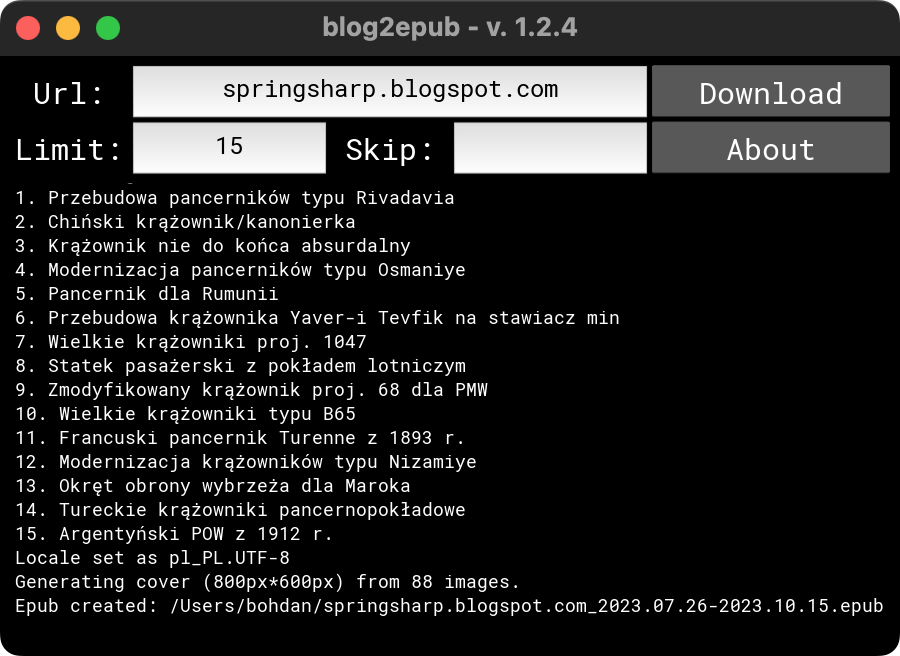 blog2epub - v. 1.2.4
Url: springsharp.blogspot.com Download
Limit: 15 Skip: About
1. Przebudowa pancerników typu Rivadavia
2. Chiński krążownik/kanonierka
3. Krążownik nie do końca absurdalny
4. Modernizacja pancerników typu Osmaniye
5. Pancernik dla Rumunii
6. Przebudowa krążownika Yaver-i Tevfik na stawiacz min
7. Wielkie krążowniki proj. 1047
8. Statek pasażerski z pokładem lotniczym
9. Zmodyfikowany krążownik proj. 68 dla PMW
10. Wielkie krążowniki typu B65
11. Francuski pancernik Turenne z 1893 r.
12. Modernizacja krążowników typu Nizamiye
13. Okręt obrony wybrzeża dla Maroka
14. Tureckie krążowniki pancernopokładowe
15. Argentyński POW z 1912 r.
Locale set as pl_PL.UTF-8
Generating cover (800px*600px) from 88 images.
Epub created: /Users/bohdan/springsharp.blogspot.com_2023.07.26-2023.10.15.epub